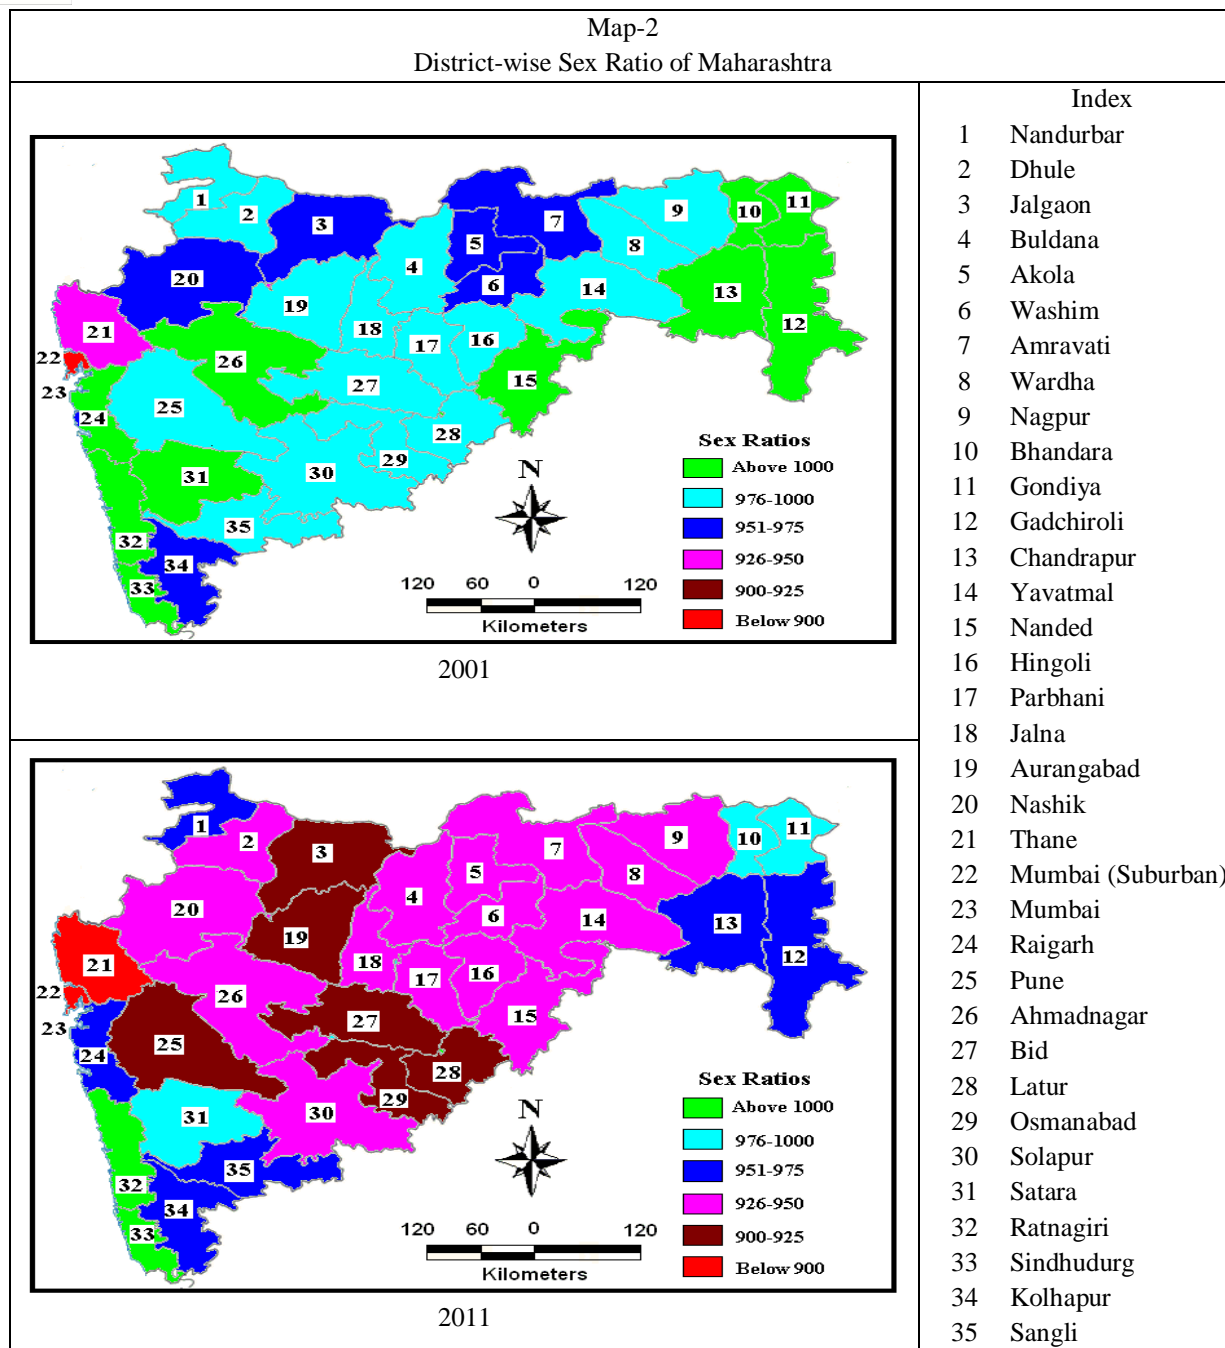 Map-2
District-wise Sex Ratio of Maharashtra
1
2
3
4
5
6
7
8
9
10
11
12
13
14
15
16
17
18
19
20
21
22
23
24
25
26
27
28
29
30
31
32
33
34
35
Sex Ratios
Above 1000
976-1000
951-975
926-950
900-925
Below 900
N
120 60 0 120
Kilometers
2001
1
2
3
4
5
6
7
8
9
10
11
12
13
14
15
16
17
18
19
20
21
22
23
24
25
26
27
28
29
30
31
32
33
34
35
Sex Ratios
Above 1000
976-1000
951-975
926-950
900-925
Below 900
N
120 60 0 120
Kilometers
2011
Index
1 Nandurbar
2 Dhule
3 Jalgaon
4 Buldana
5 Akola
6 Washim
7 Amravati
8 Wardha
9 Nagpur
10 Bhandara
11 Gondiya
12 Gadchiroli
13 Chandrapur
14 Yavatmal
15 Nanded
16 Hingoli
17 Parbhani
18 Jalna
19 Aurangabad
20 Nashik
21 Thane
22 Mumbai (Suburban)
23 Mumbai
24 Raigarh
25 Pune
26 Ahmadnagar
27 Bid
28 Latur
29 Osmanabad
30 Solapur
31 Satara
32 Ratnagiri
33 Sindhudurg
34 Kolhapur
35 Sangli